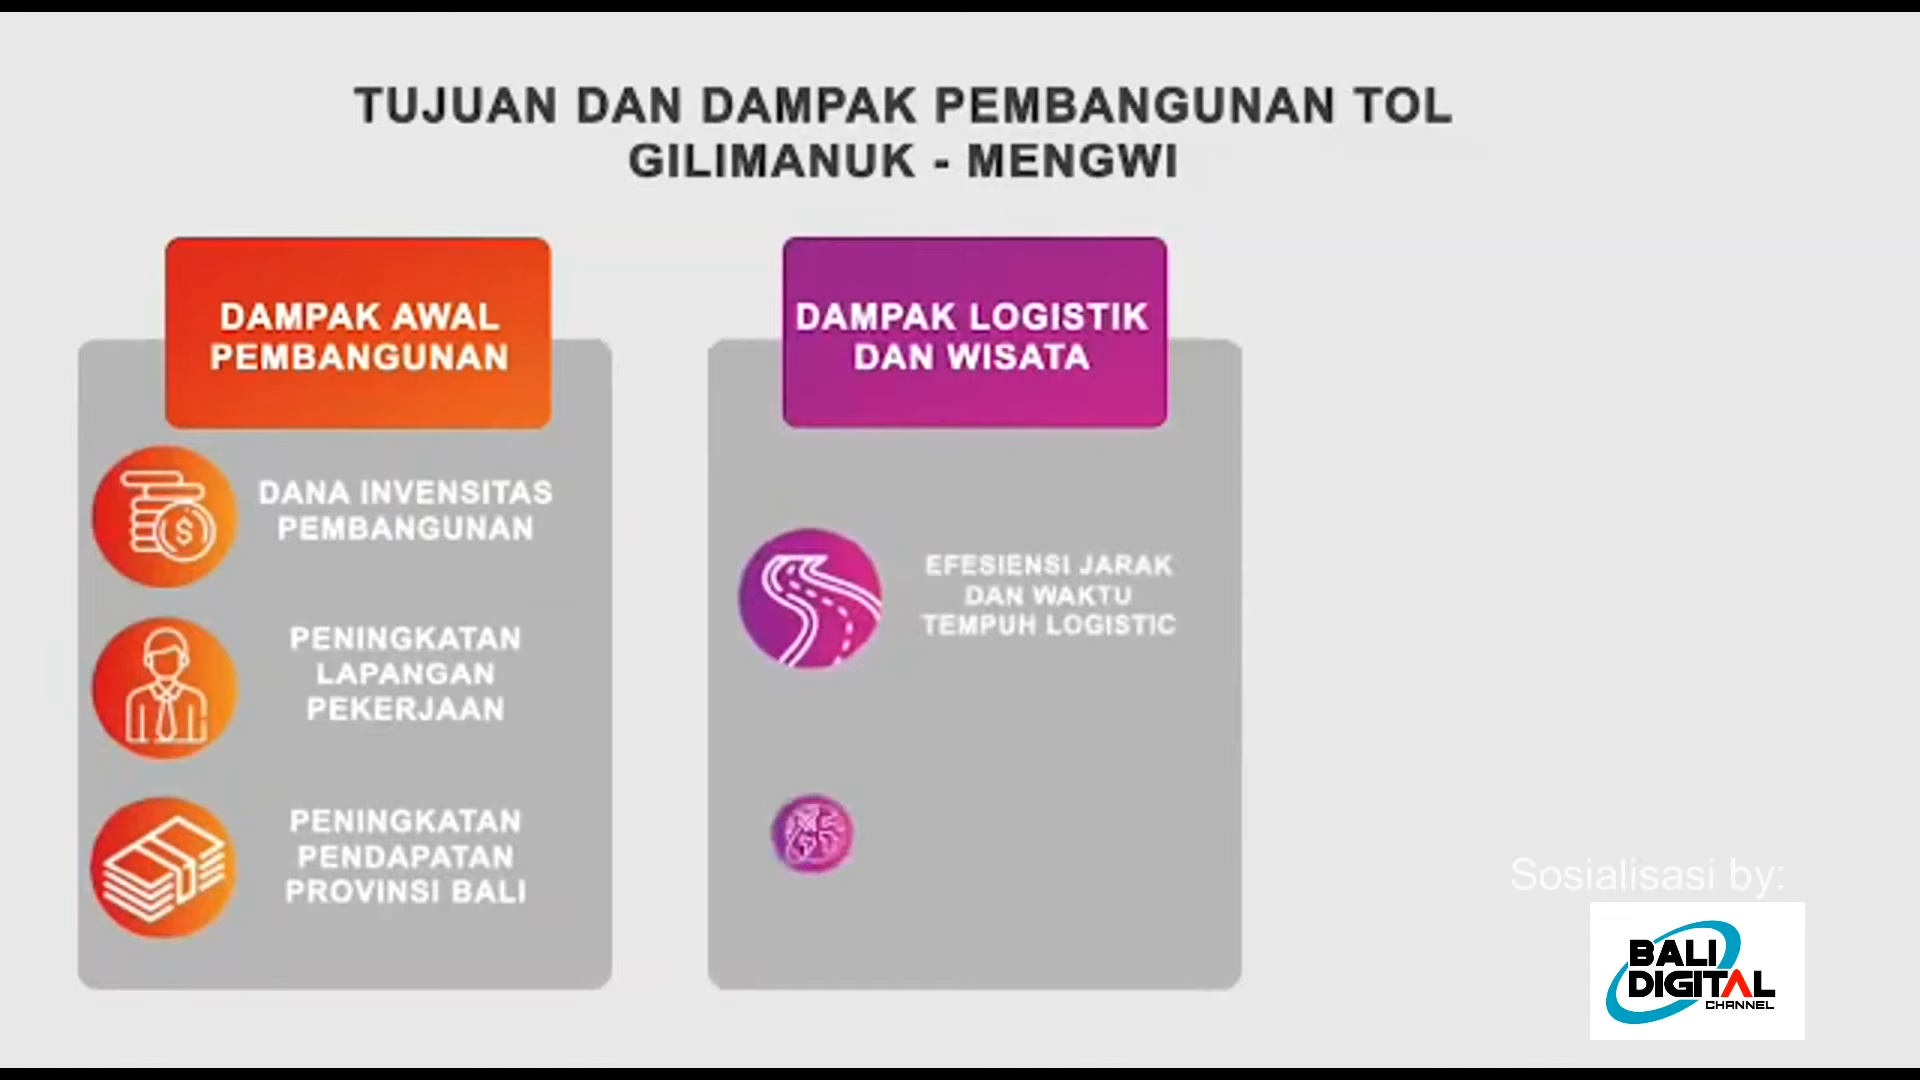 TUJUAN DAN DAMPAK PEMBANGUNAN TOL
GILIMANUK - MENGWI
DAMPAK AWAL
PEMBANGUNAN
DANA INVENSITAS
PEMBANGUNAN
PENINGKATAN
LAPANGAN
PEKERJAAN
PENINGKATAN
PENDAPATAN
PROVINSI BALI
DAMPAK LOGISTIK
DAN WISATA
EFESIENSI JARAK
DAN WAKTU
TEMPUH LOGISTIC
Sosialisasi by:
BALI
DIGITAL
CHANNEL